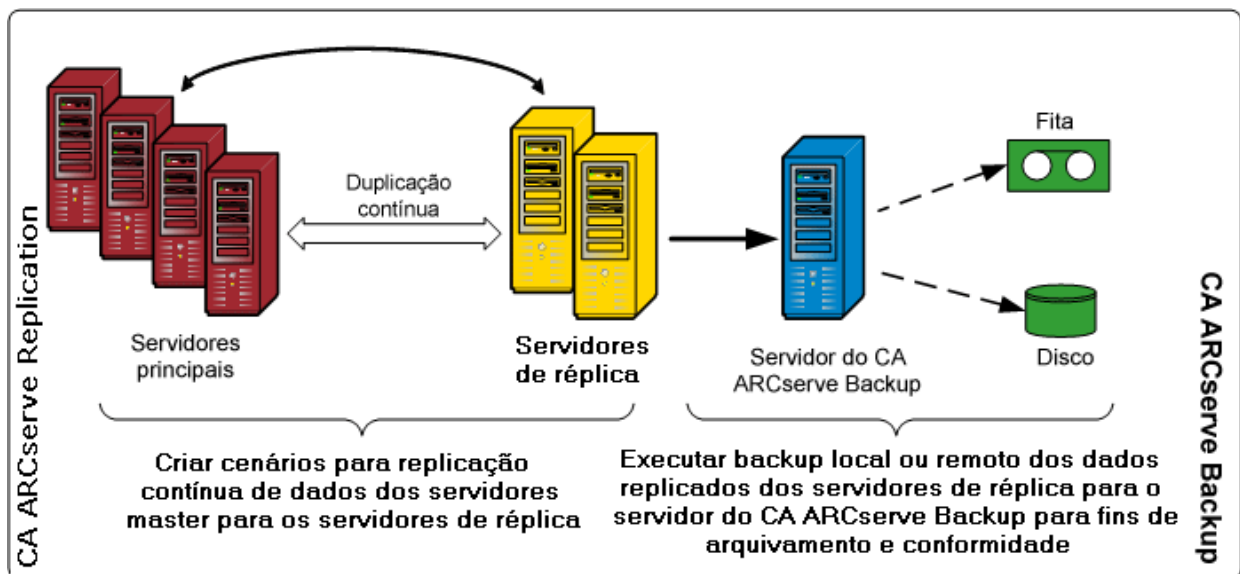 CA ARCserve Replication
Duplicação
contínua
Servidores
principais
Servidores
de réplica
Servidor do CA
ARCserve Backup
Fita
Disco
CA ARCserve Backup
Criar cenários para replicação
contínua de dados dos servidores
master para os servidores de réplica
Executar backup local ou remoto dos dados
replicados dos servidores de réplica para o
servidor do CA ARCserve Backup para fins de
arquivamento e conformidade